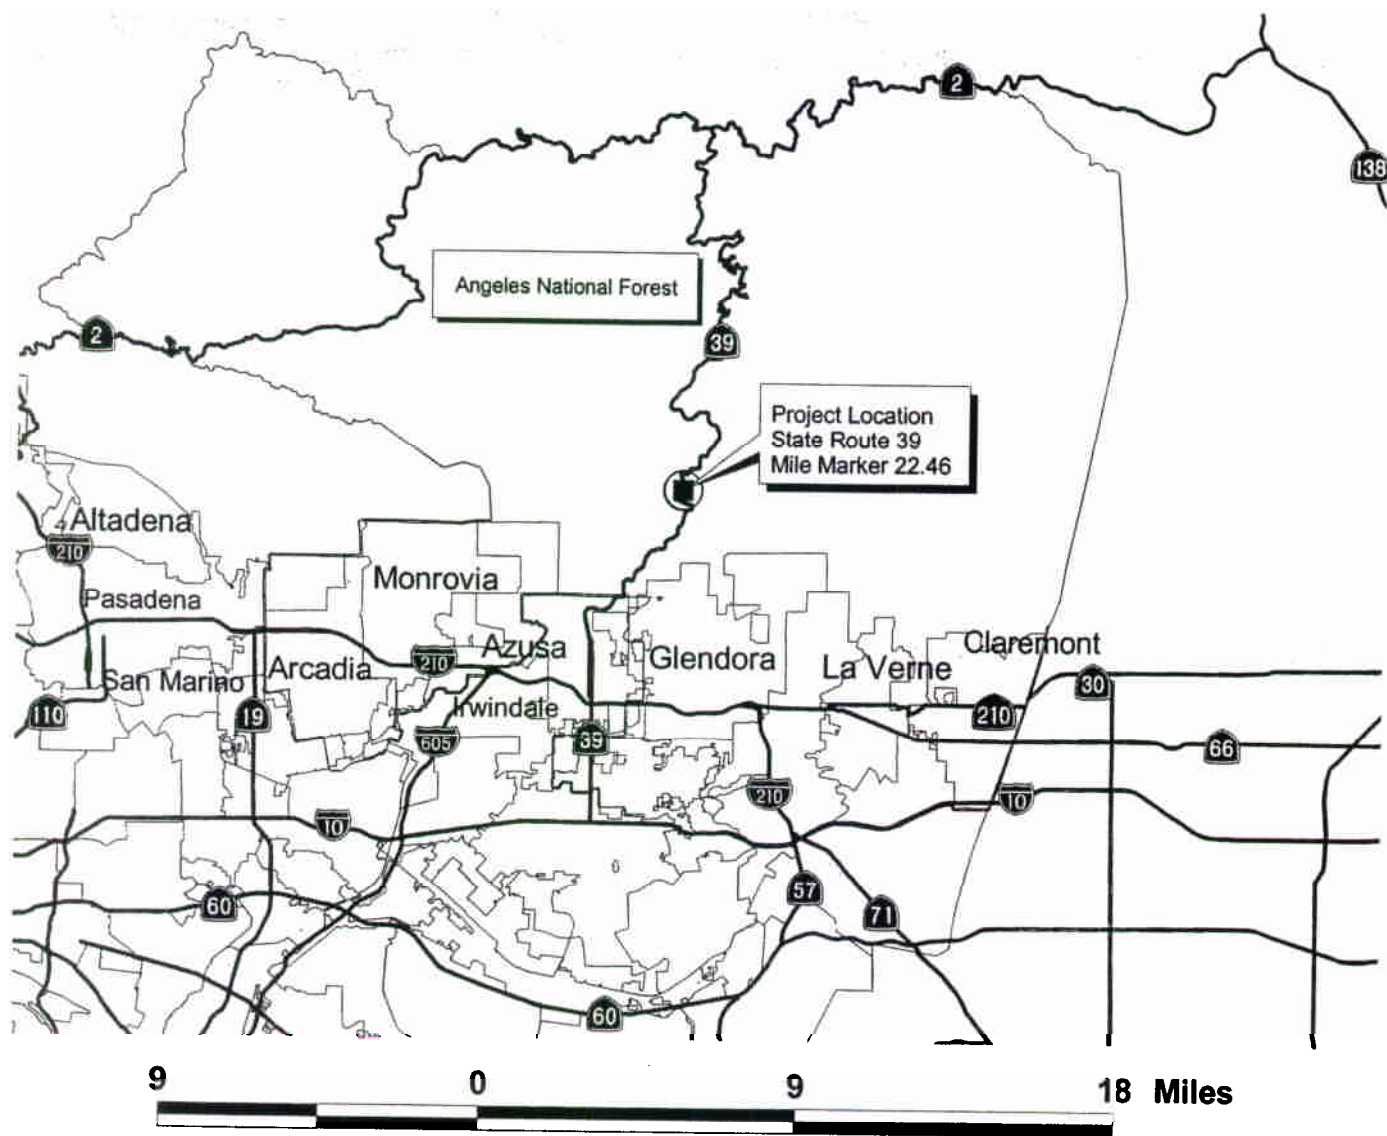 2
138
Angeles National Forest
2
39
Project Location
State Route 39
Mile Marker 22.46
Altadena
210
Monrovia
Pasadena
Azusa
Claremont
Glendora
La Verne
210
Arcadia
San Marino
30
Irwindale
110
19
210
39
605
66
210
10
10
57
60
71
60
9 0 9 18 Miles